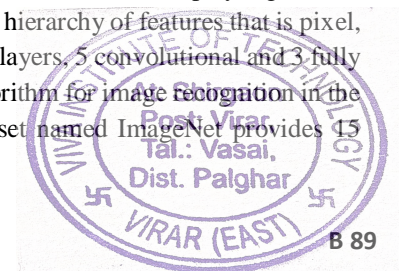 hierarchy of features that is pixel,
layers, 5 convolutional and 3 fully
orithm for image recognition in the
set named ImageNet provides 15
VIVA INSTITUTE OF TECHNOLOGY
At. Shirgaon
Post. Virar,
Tal.: Vasai,
Dist. Palghar
VIRAR (EAST)
B 89